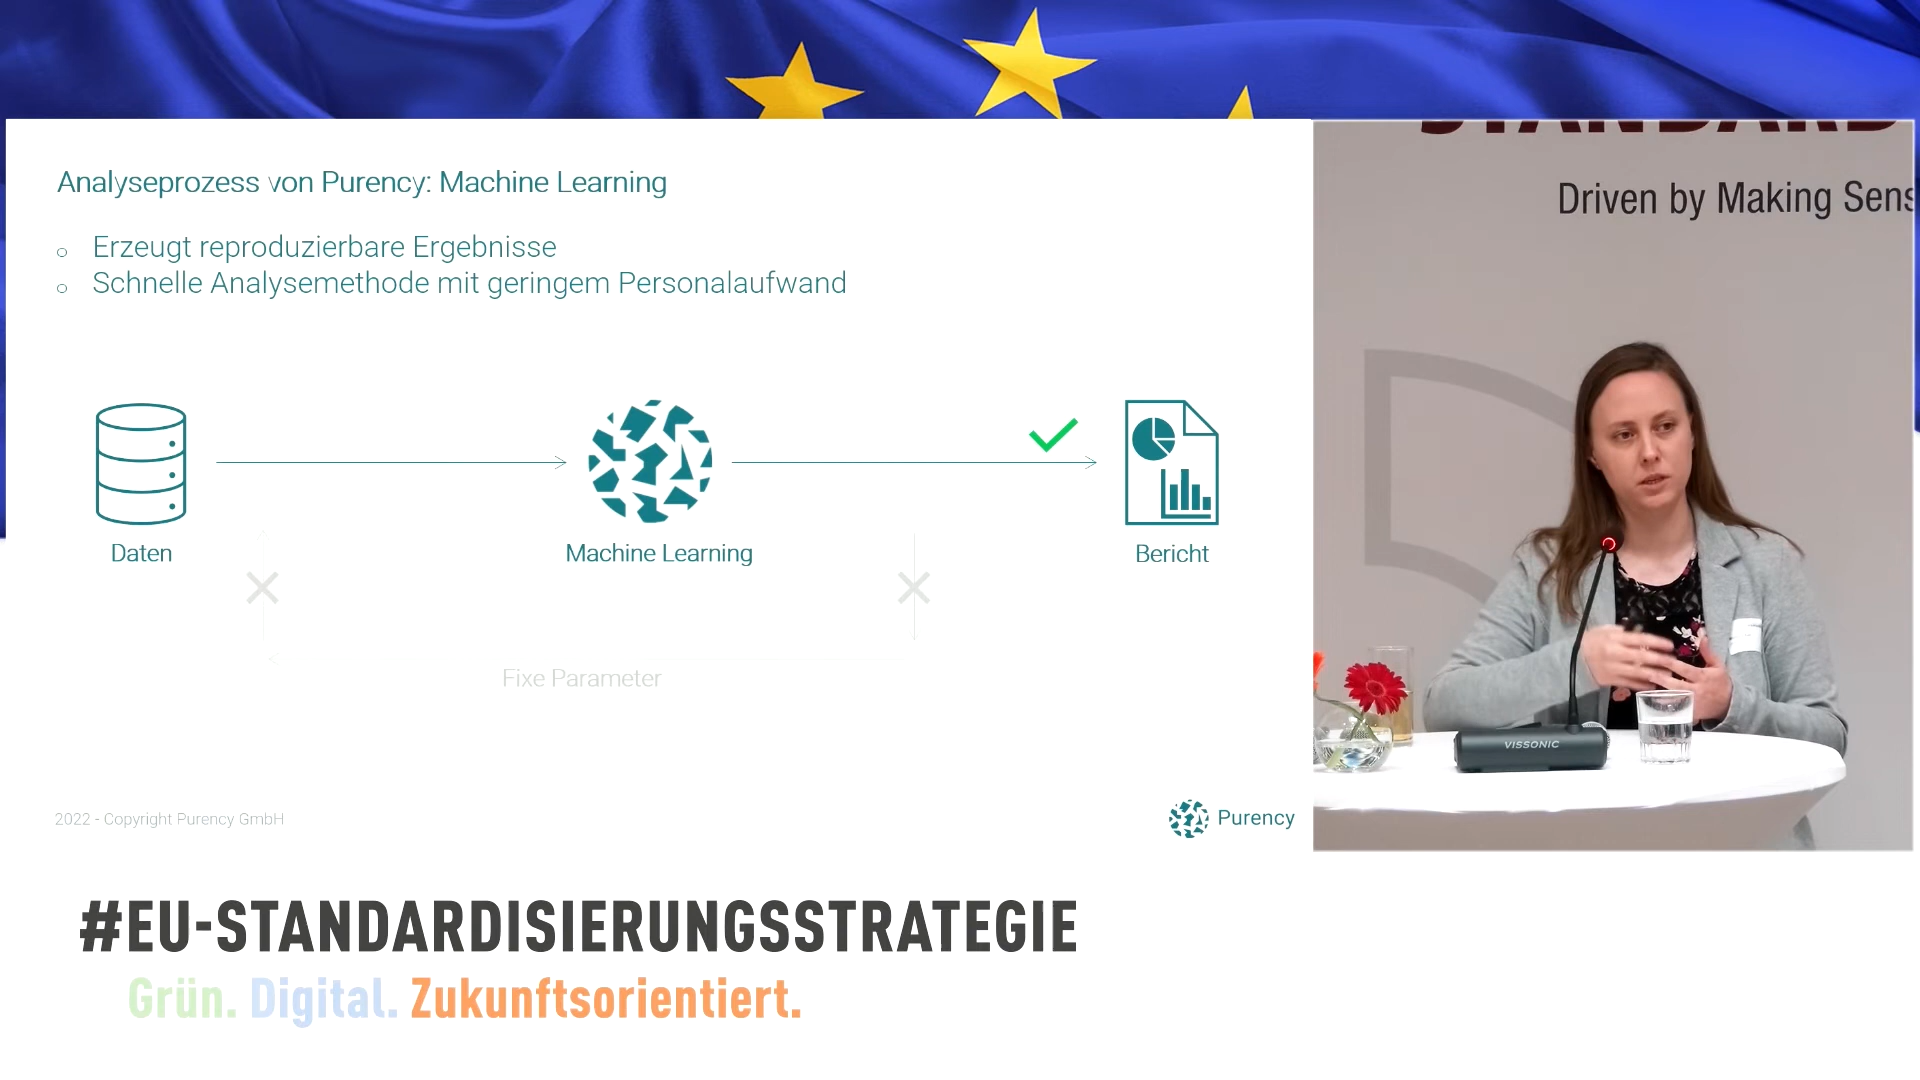 Analyseprozess von Purency: Machine Learning
o Erzeugt reproduzierbare Ergebnisse
o Schnelle Analysemethode mit geringem Personalaufwand
Daten
Machine Learning
Bericht
Fixe Parameter
2022 - Copyright Purency GmbH
Purency
STANDARD
Driven by Making Sens
VISSONIC
#EU-STANDARDISIERUNGSSTRATEGIE
Grün. Digital. Zukunftsorientiert.